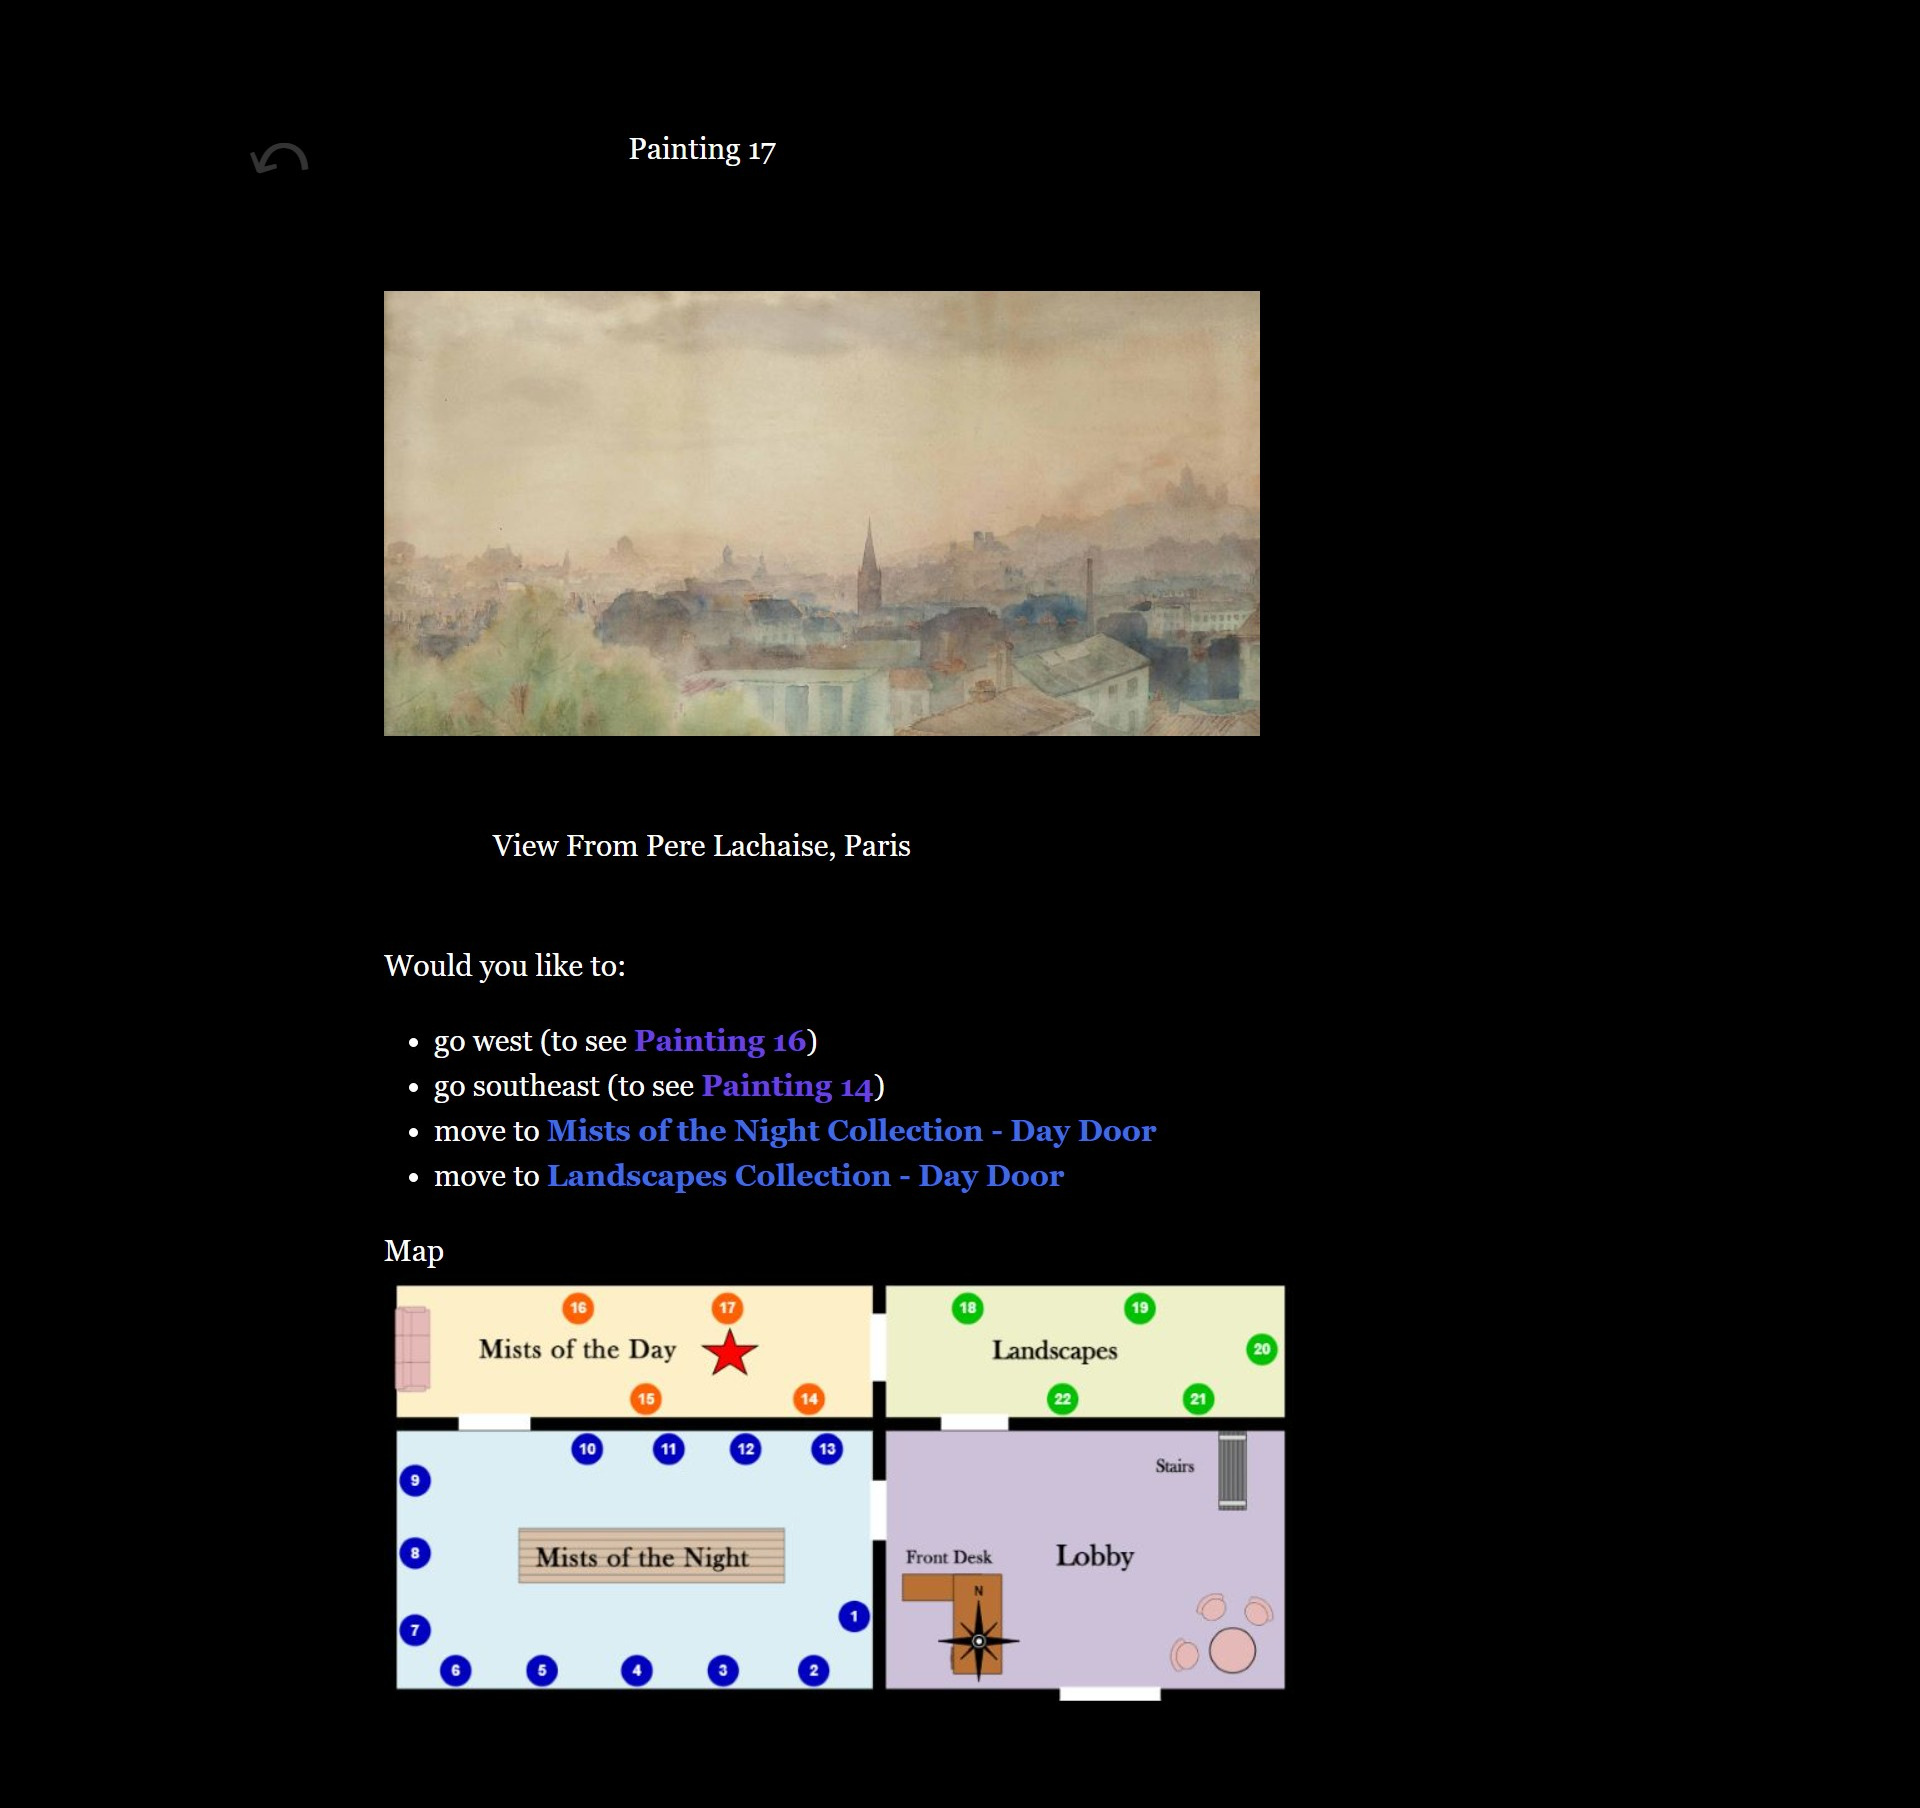 Painting 17
View From Pere Lachaise, Paris
Would you like to:
• go west (to see Painting 16)
• go southeast (to see Painting 14)
• move to Mists of the Night Collection - Day Door
• move to Landscapes Collection - Day Door
Map
16
17
18
19
Mists of the Day
Landscapes
20
15
14
22
21
10
11
12
13
9
Stairs
8
Mists of the Night
Front Desk
Lobby
N
7
1
6
5
4
3
2